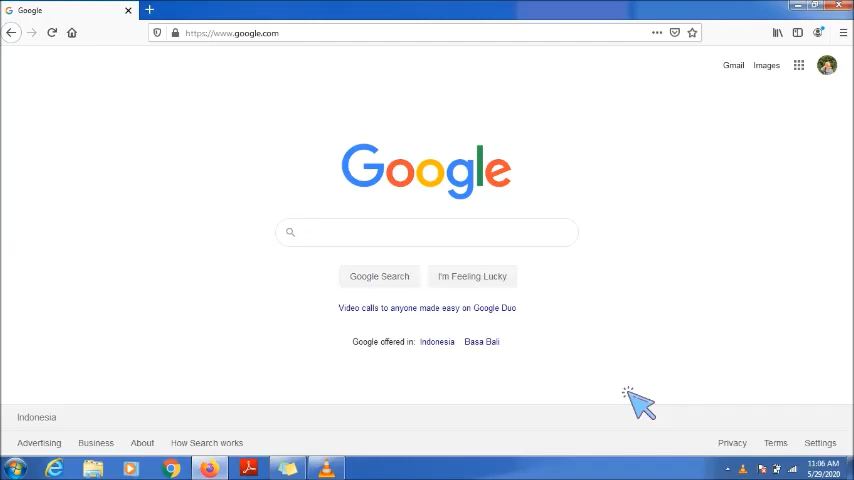 Google
https://www.google.com
Gmail Images
Google
Google Search I'm Feeling Lucky
Video calls to anyone made easy on Google Duo
Google offered in: Indonesia Basa Bali
Indonesia
Advertising Business About How Search works Privacy Terms Settings
11:06 AM
5/29/2020